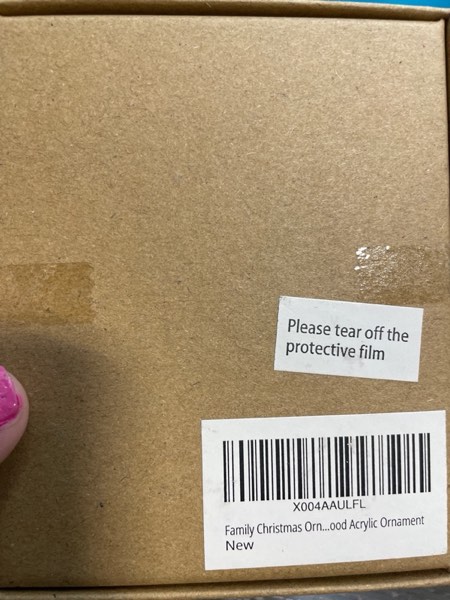 Please tear off the
protective film
X004AAULFL
Family Christmas Orn...ood Acrylic Ornament
New